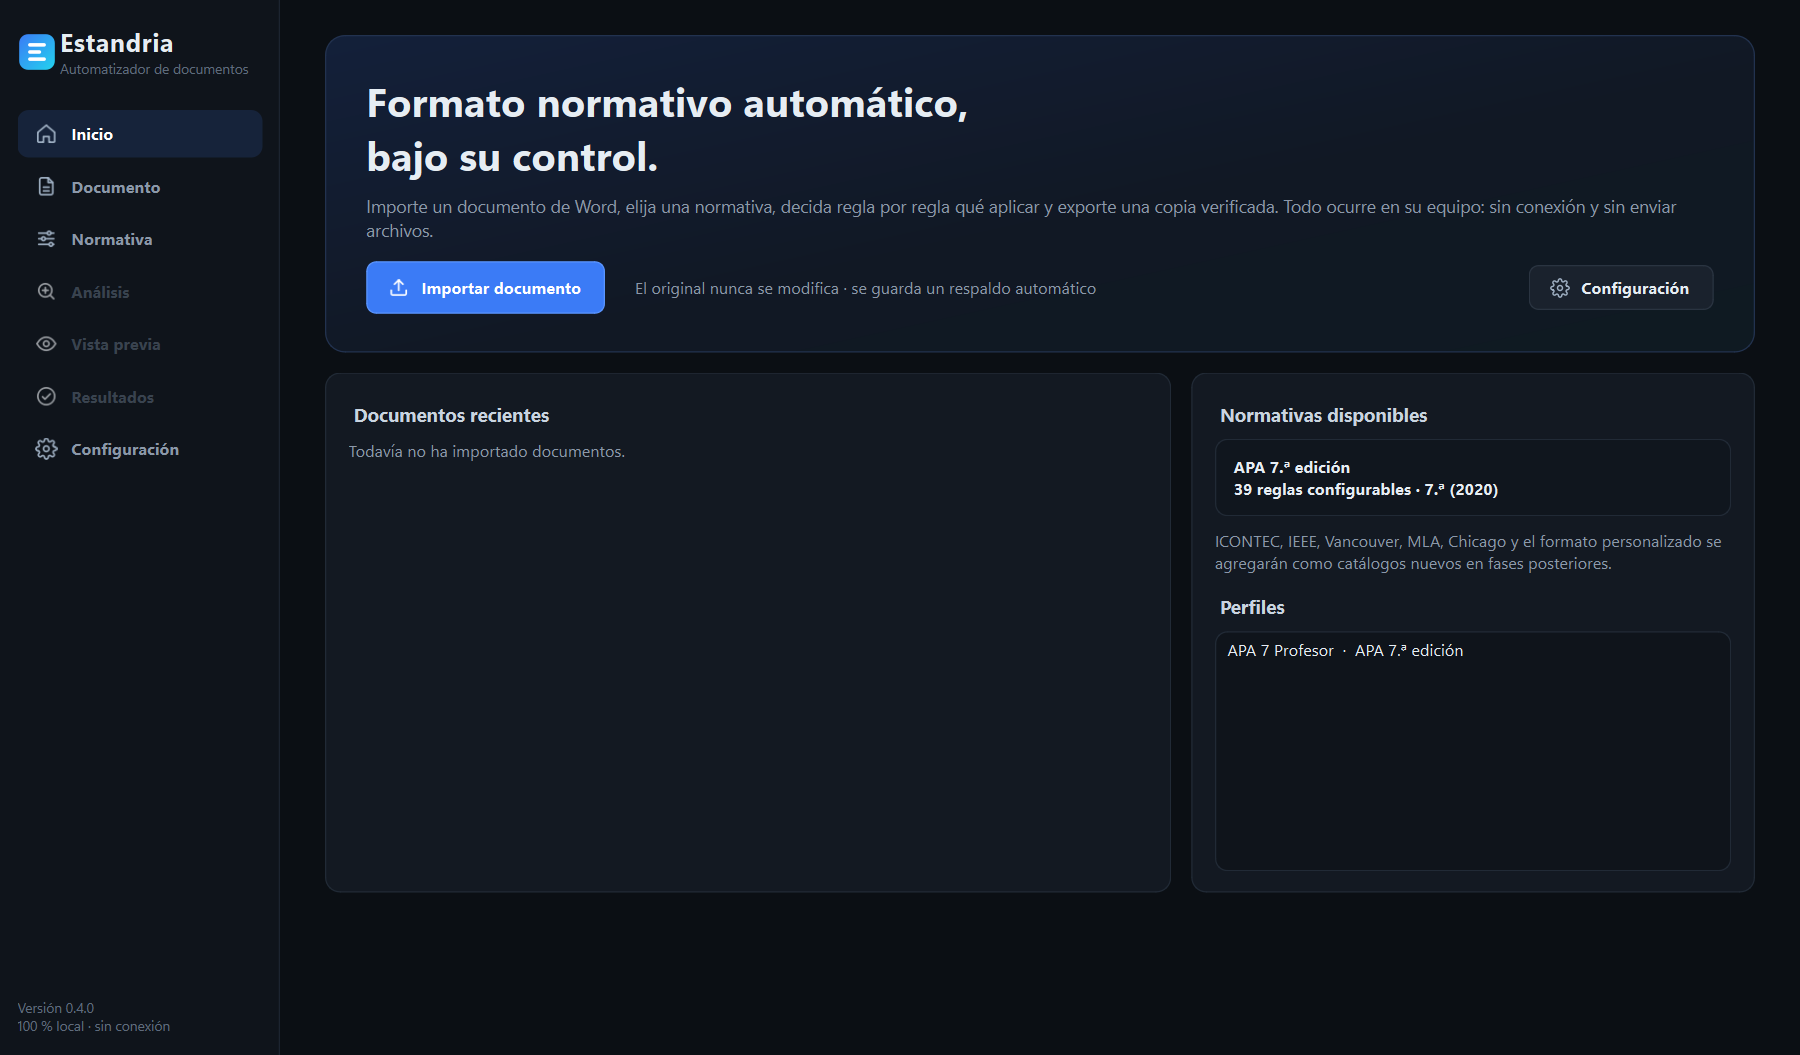 Estandria
Automatizador de documentos
Inicio
Documento
Normativa
Análisis
Vista previa
Resultados
Configuración
Versión 0.4.0
100 % local · sin conexión
Formato normativo automático,
bajo su control.
Importe un documento de Word, elija una normativa, decida regla por regla qué aplicar y exporte una copia verificada. Todo ocurre en su equipo: sin conexión y sin enviar
archivos.
Importar documento
El original nunca se modifica · se guarda un respaldo automático
Configuración
Documentos recientes
Todavía no ha importado documentos.
Normativas disponibles
APA 7.ª edición
39 reglas configurables · 7.ª (2020)
ICONTEC, IEEE, Vancouver, MLA, Chicago y el formato personalizado se
agregarán como catálogos nuevos en fases posteriores.
Perfiles
APA 7 Profesor · APA 7.ª edición